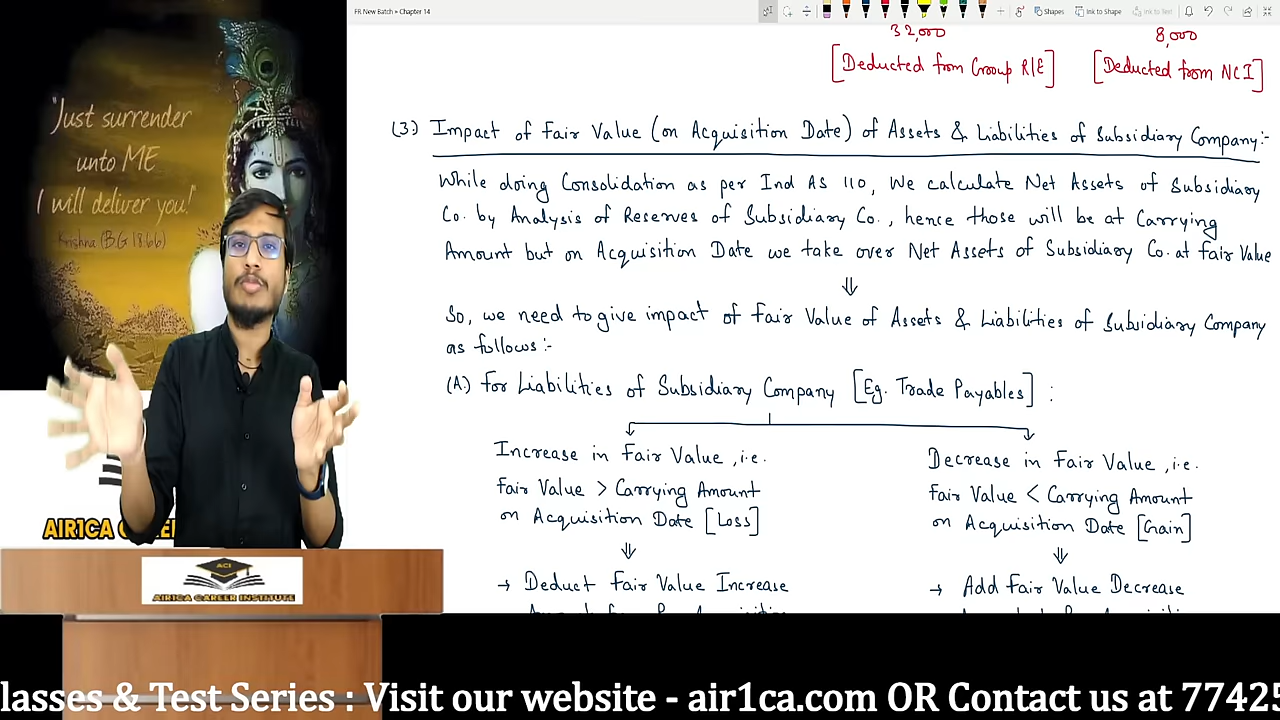 FR New Batch » Chapter 14
Shapes
Ink to Shape
Ink to Text
32,000
8,000
[Deducted from Group R/E]
[Deducted from NCI]
(3) Impact of Fair Value (on Acquisition Date) of Assets & Liabilities of Subsidiary Company:-
While doing Consolidation as per Ind AS 110, We calculate Net Assets of Subsidiary
Co. by Analysis of Reserves of Subsidiary Co., hence those will be at Carrying
Amount but on Acquisition Date we take over Net Assets of Subsidiary Co. at Fair Value
So, we need to give impact of Fair Value of Assets & Liabilities of Subsidiary Company
as follows:-
(A) For Liabilities of Subsidiary Company [Eg. Trade Payables] :
Increase in Fair Value, i.e.
Fair Value > Carrying Amount
on Acquisition Date [Loss]
→ Deduct Fair Value Increase
Decrease in Fair Value, i.e.
Fair Value < Carrying Amount
on Acquisition Date [Gain]
→ Add Fair Value Decrease
"Just surrender
unto ME
I will deliver you!"
- Krishna (B.G 18:66)
AIR1CA
ACI
AIR1CA CAREER INSTITUTE
lasses & Test Series : Visit our website - air1ca.com OR Contact us at 77425